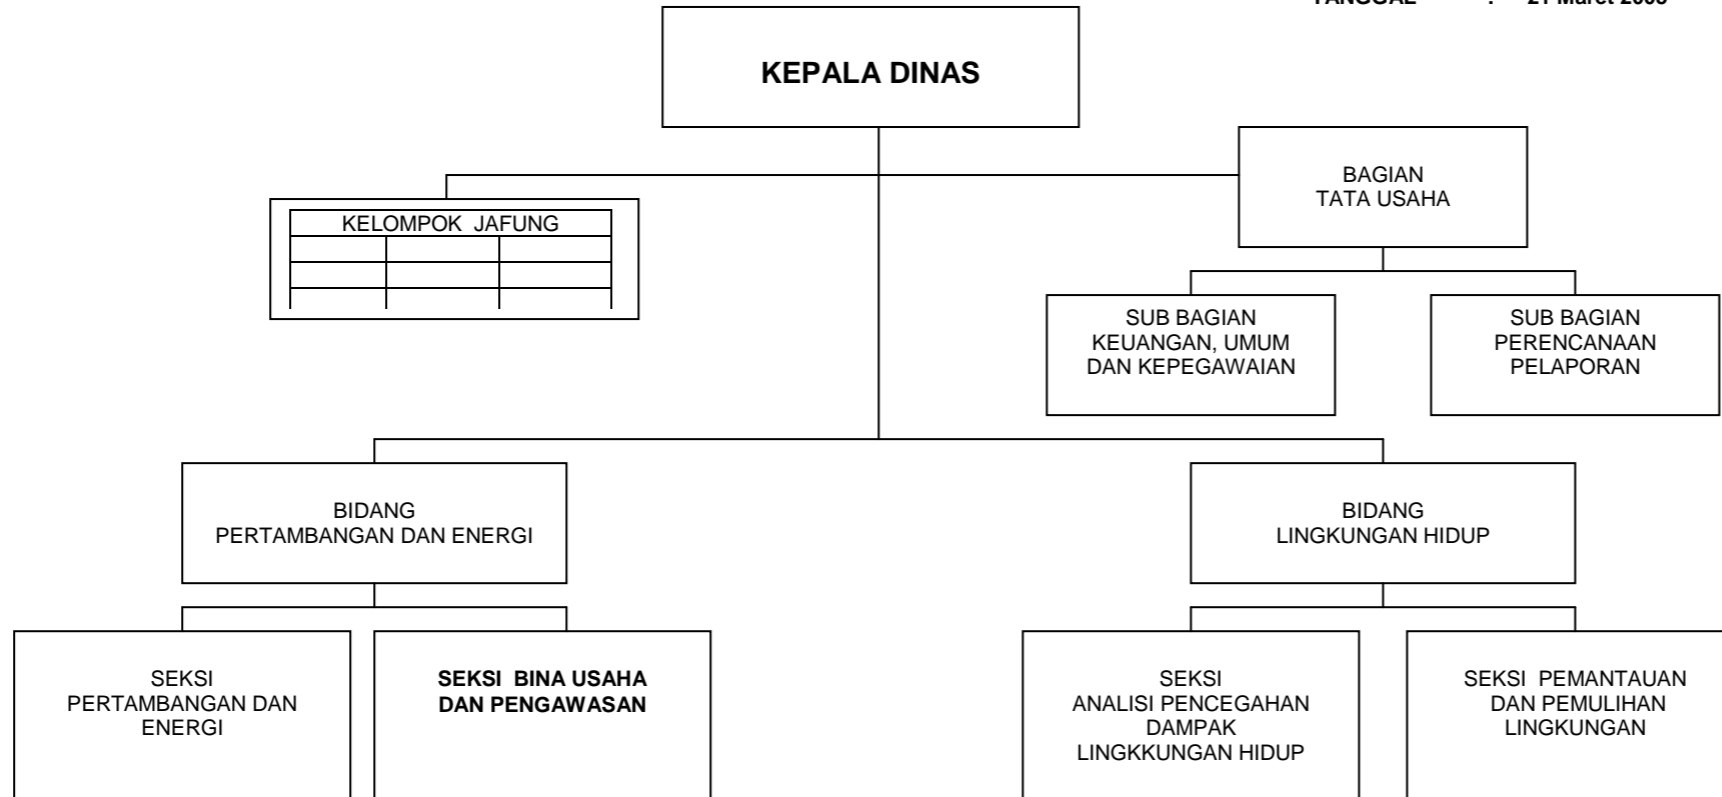 KEPALA DINAS
BAGIAN
TATA USAHA
KELOMPOK JAFUNG
SUB BAGIAN
KEUANGAN, UMUM
DAN KEPEGAWAIAN
SUB BAGIAN
PERENCANAAN
PELAPORAN
BIDANG
PERTAMBANGAN DAN ENERGI
BIDANG
LINGKUNGAN HIDUP
SEKSI
PERTAMBANGAN DAN
ENERGI
SEKSI BINA USAHA
DAN PENGAWASAN
SEKSI
ANALISI PENCEGAHAN
DAMPAK
LINGKKUNGAN HIDUP
SEKSI PEMANTAUAN
DAN PEMULIHAN
LINGKUNGAN